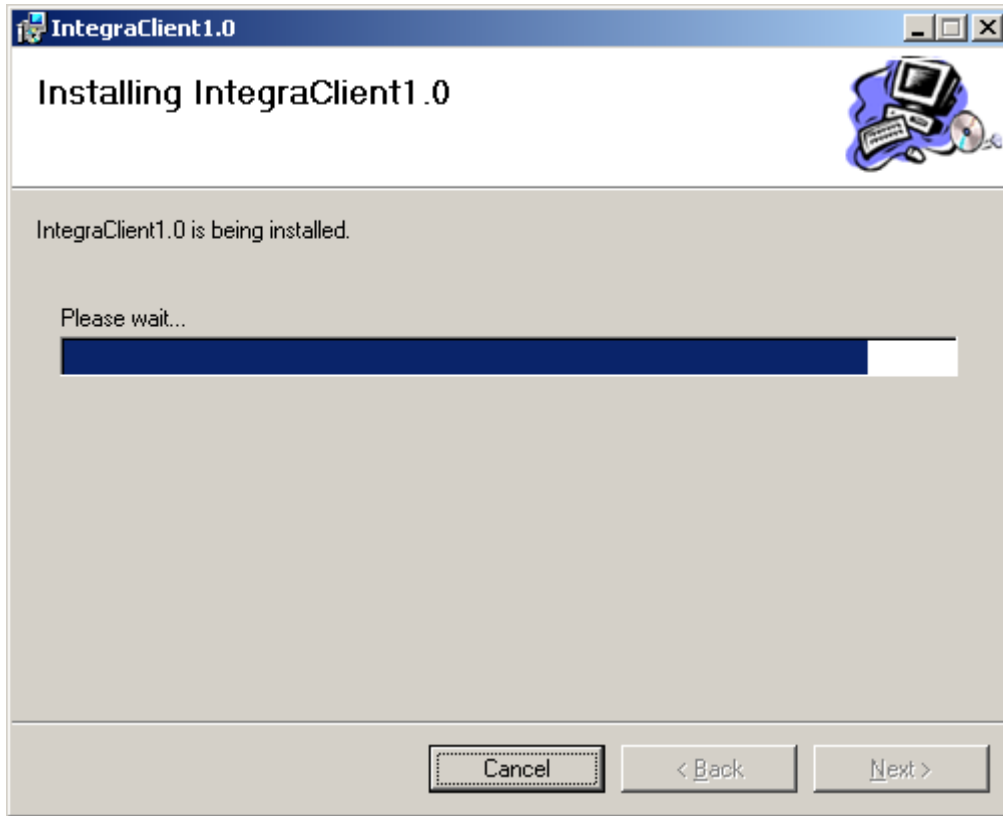 IntegraClient1.0
Installing IntegraClient1.0
IntegraClient1.0 is being installed.
Please wait...
Cancel
< Back
Next >